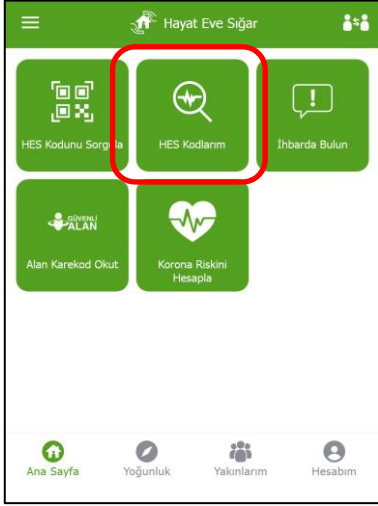 Hayat Eve Sığar
HES Kodunu Sorgula
HES Kodlarım
İhbarda Bulun
GÜVENLİ
ALAN
Alan Karekod Okut
Korona Riskini
Hesapla
Ana Sayfa
Yoğunluk
Yakınlarım
Hesabım